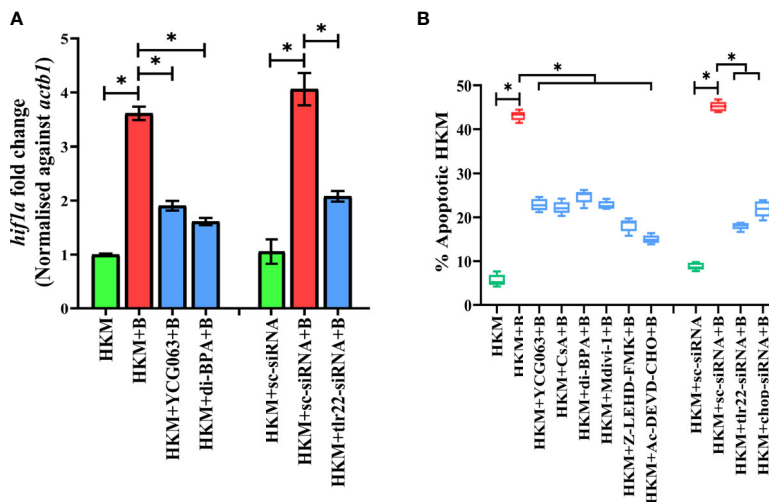 A
hif1a fold change
(Normalised against actb1)
5
4
3
2
1
0
*
*
*
*
*
HKM
HKM+B
HKM+YCG063+B
HKM+di-BPA+B
HKM+sc-siRNA
HKM+sc-siRNA+B
HKM+tlr22-siRNA+B
B
% Apoptotic HKM
50
40
30
20
10
0
*
*
*
*
HKM
HKM+B
HKM+YCG063+B
HKM+CsA+B
HKM+di-BPA+B
HKM+Mdivi-1+B
HKM+Z-LEHD-FMK+B
HKM+Ac-DEVD-CHO+B
HKM+sc-siRNA
HKM+sc-siRNA+B
HKM+tlr22-siRNA+B
HKM+chop-siRNA+B